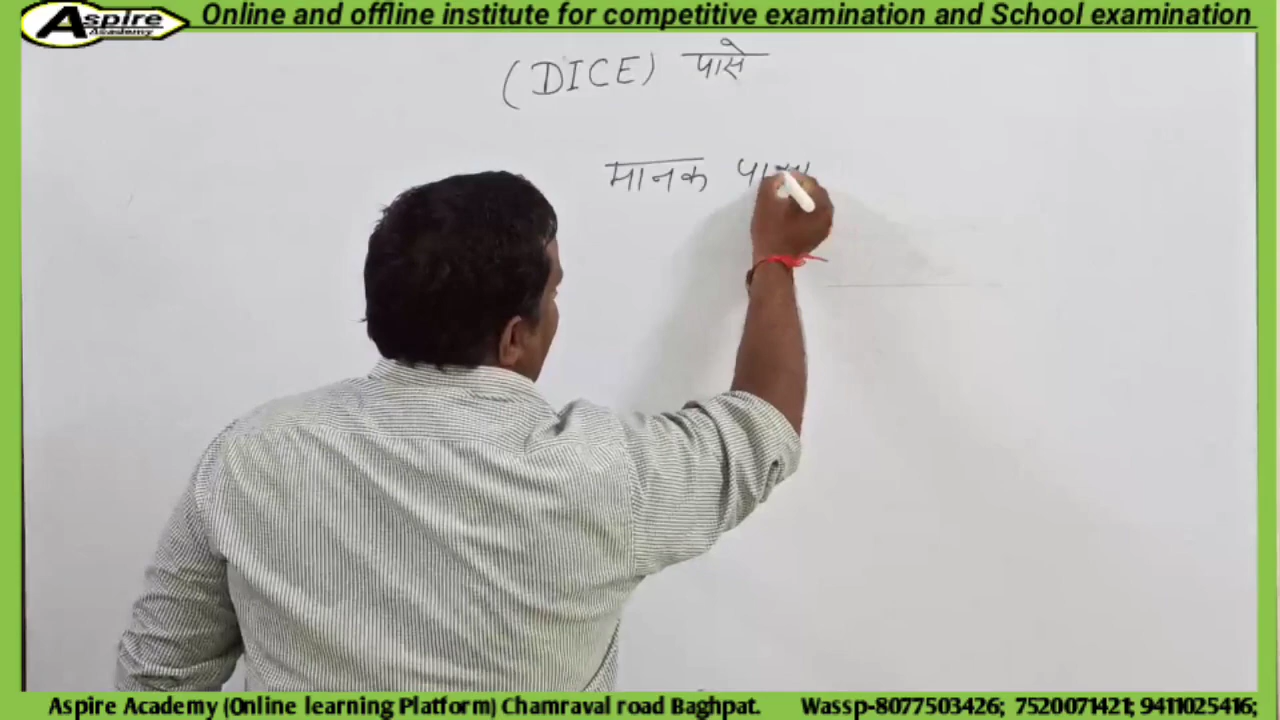 Aspire
Academy
Online and offline institute for competitive examination and School examination
(DICE) पासे
मानक
Aspire Academy (Online learning Platform) Chamraval road Baghpat. Wassp-8077503426; 7520071421; 9411025416;